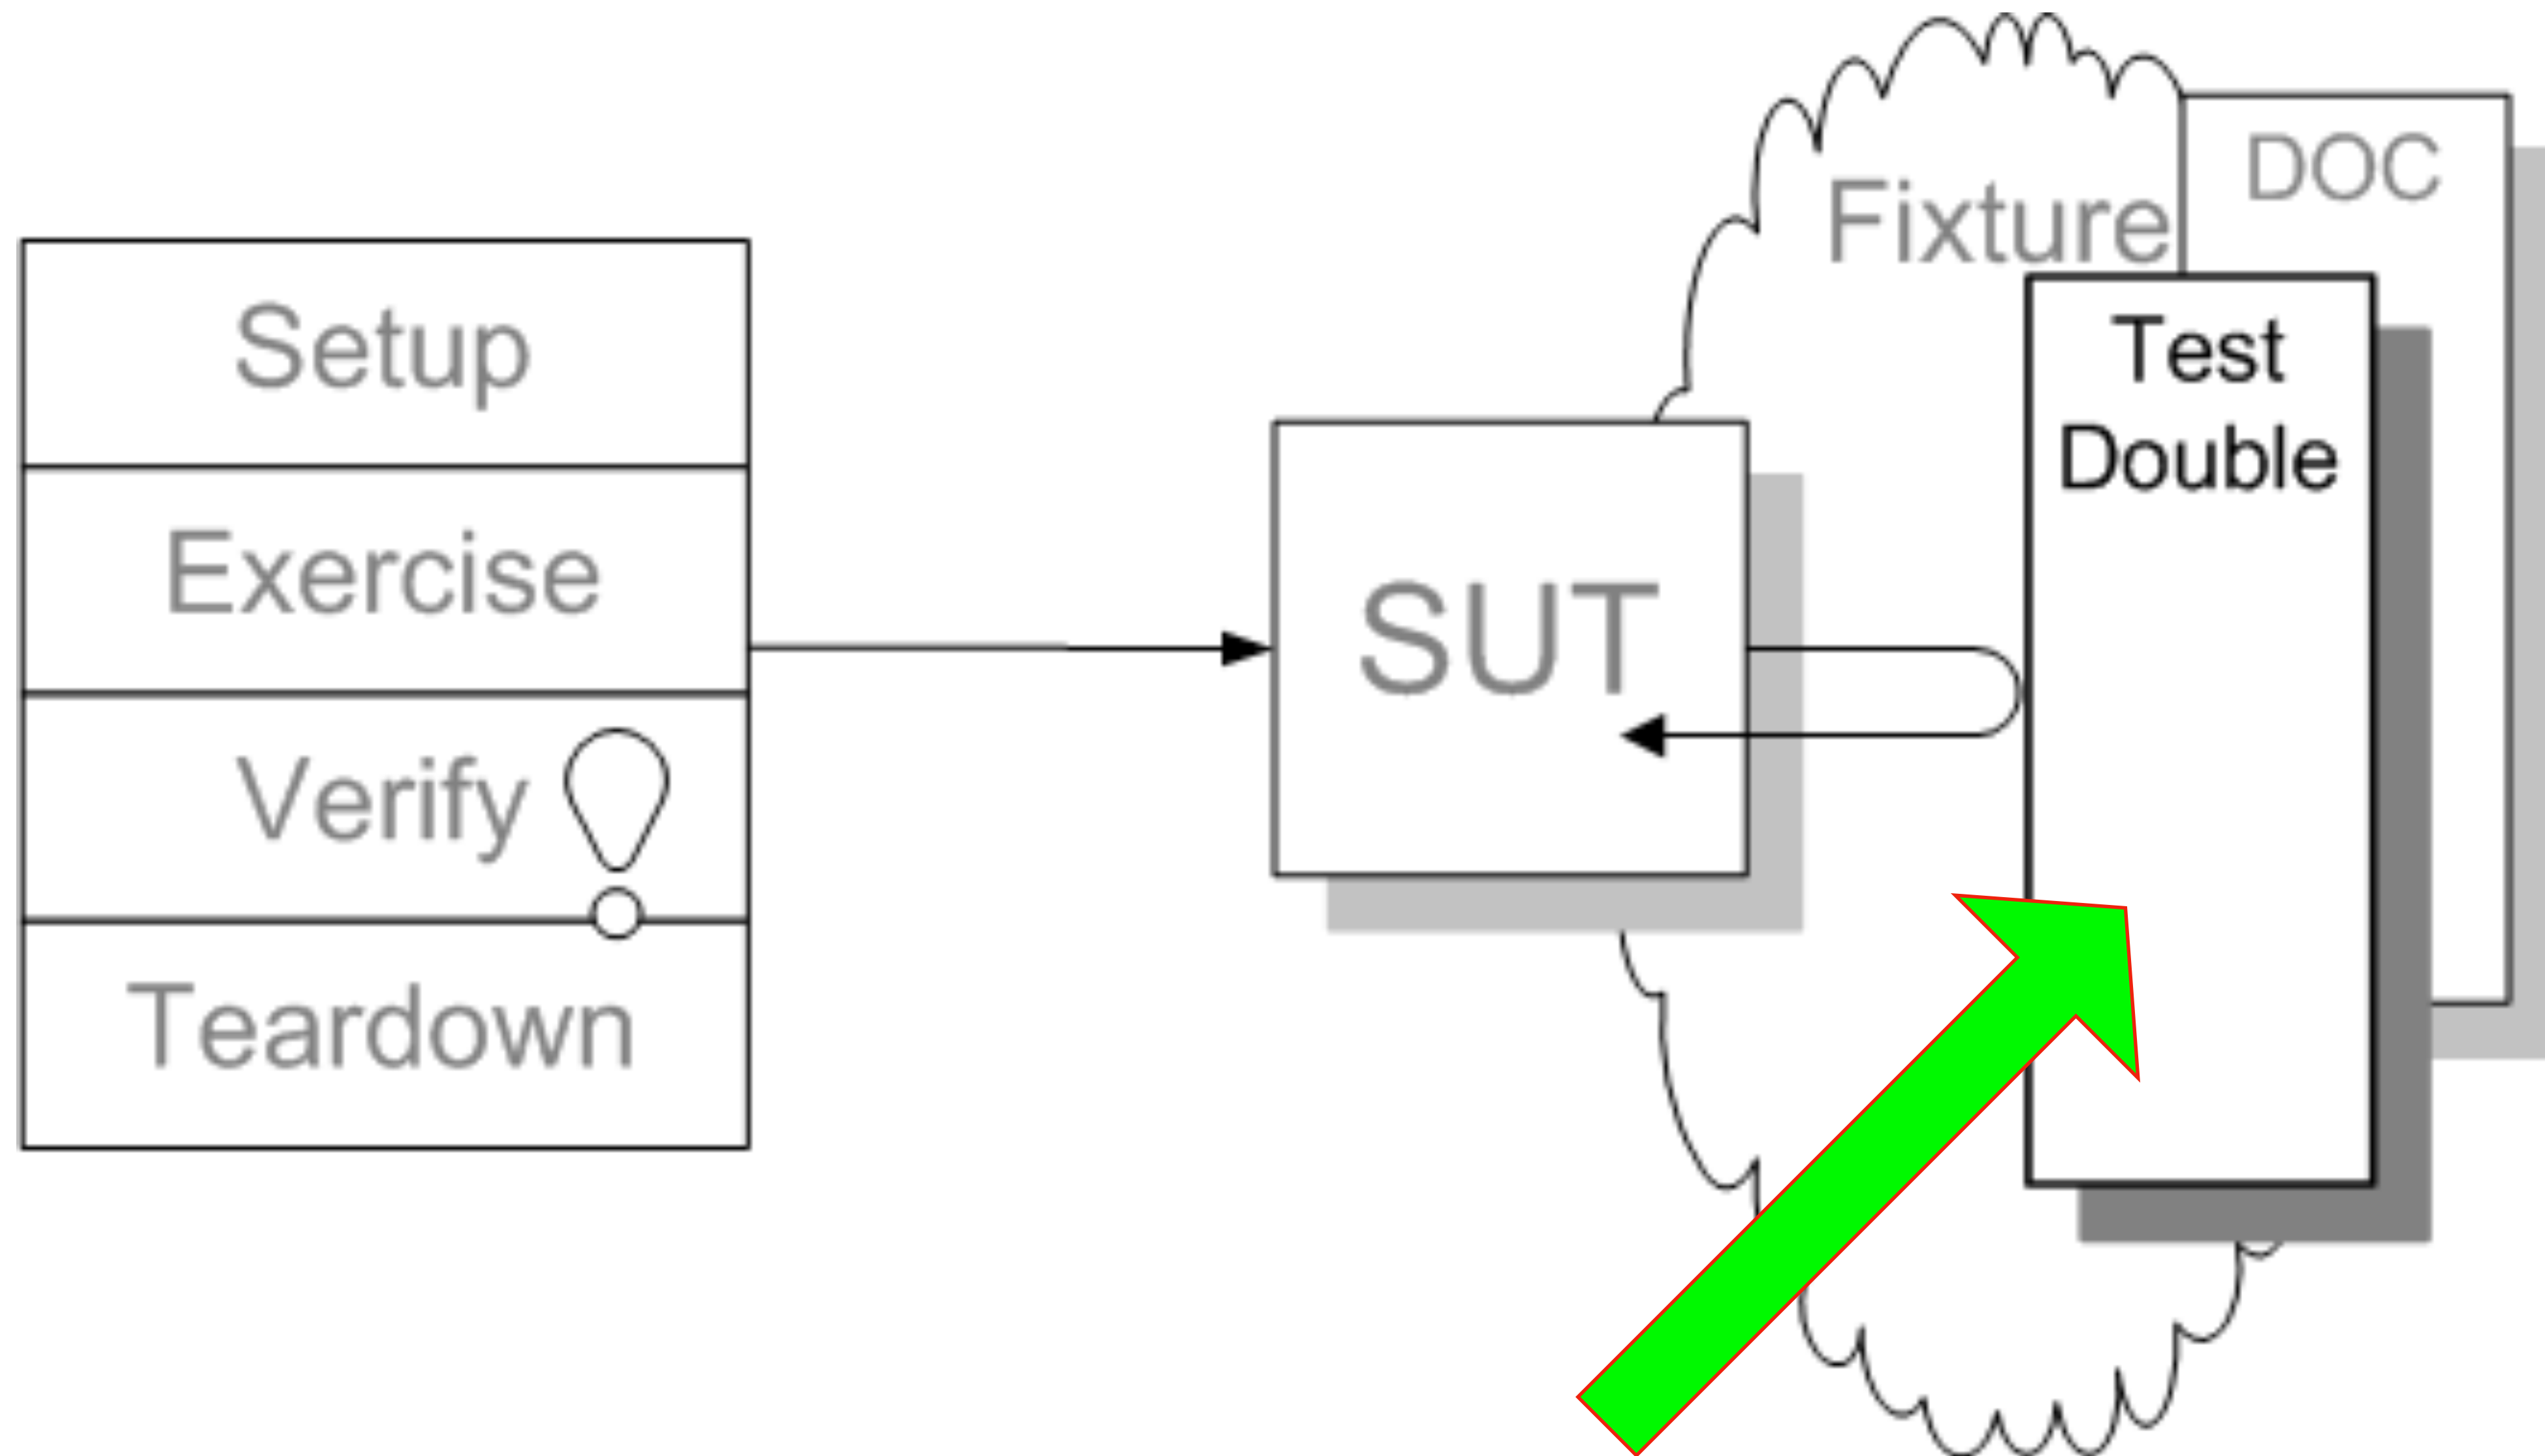 Setup
Exercise
Verify
Teardown
SUT
Fixture
DOC
Test
Double